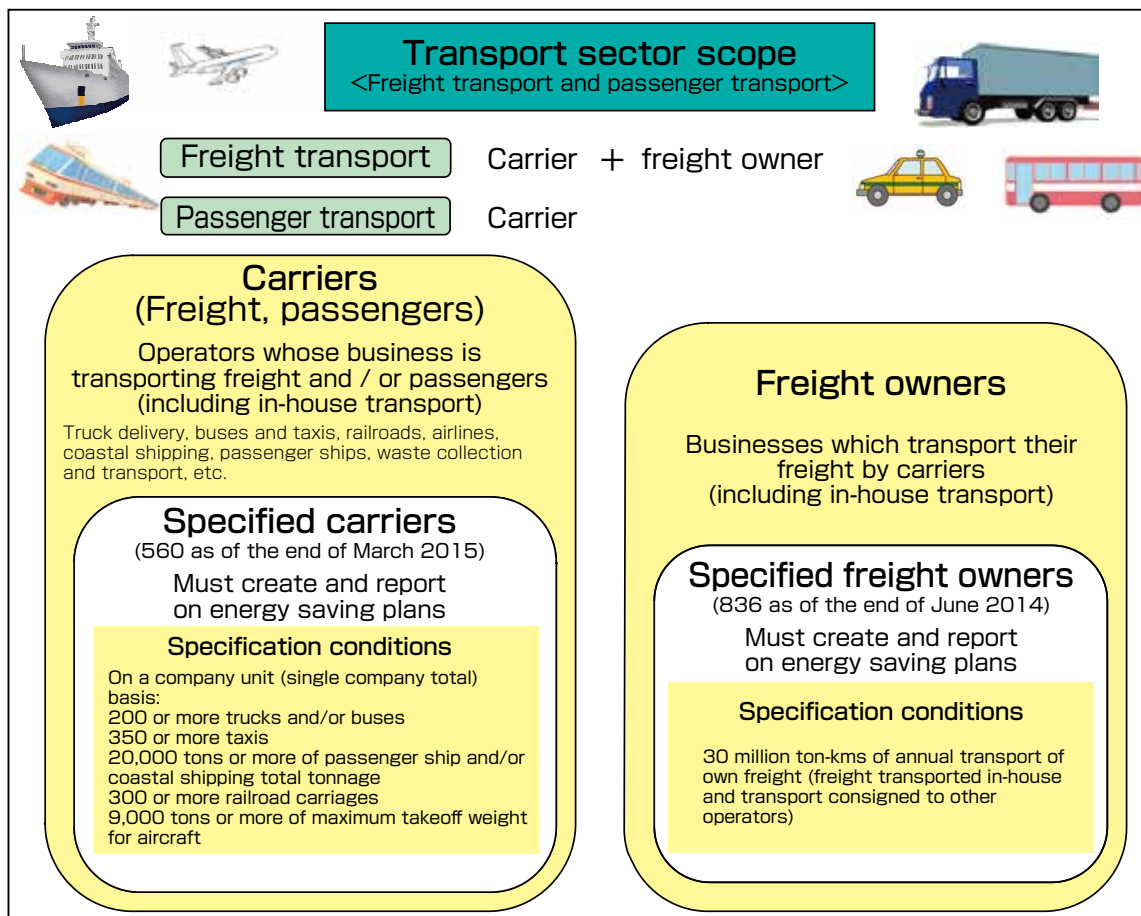 Transport sector scope
<Freight transport and passenger transport>
Freight transport Carrier + freight owner
Passenger transport Carrier
Carriers
(Freight, passengers)
Operators whose business is
transporting freight and / or passengers
(including in-house transport)
Truck delivery, buses and taxis, railroads, airlines,
coastal shipping, passenger ships, waste collection
and transport, etc.
Specified carriers
(560 as of the end of March 2015)
Must create and report
on energy saving plans
Specification conditions
On a company unit (single company total)
basis:
200 or more trucks and/or buses
350 or more taxis
20,000 tons or more of passenger ship and/or
coastal shipping total tonnage
300 or more railroad carriages
9,000 tons or more of maximum takeoff weight
for aircraft
Freight owners
Businesses which transport their
freight by carriers
(including in-house transport)
Specified freight owners
(836 as of the end of June 2014)
Must create and report
on energy saving plans
Specification conditions
30 million ton-kms of annual transport of
own freight (freight transported in-house
and transport consigned to other
operators)